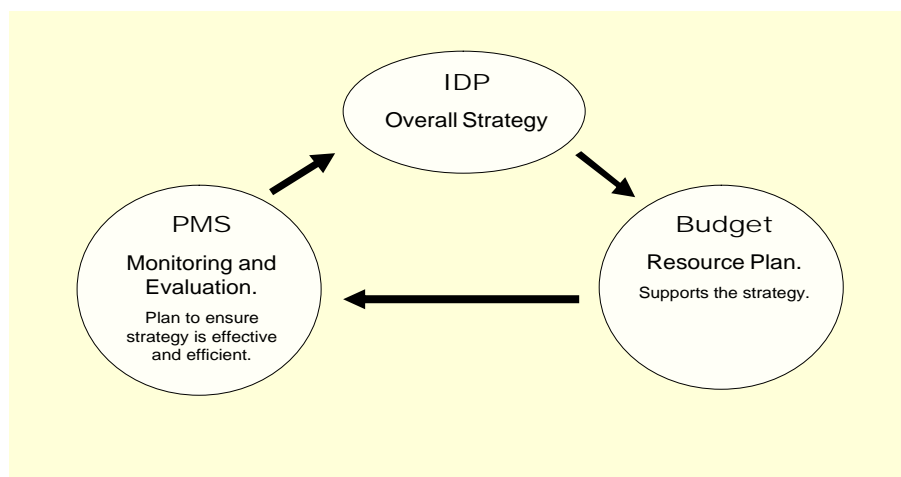 IDP
Overall Strategy
PMS
Monitoring and
Evaluation.
Plan to ensure
strategy is effective
and efficient.
Budget
Resource Plan.
Supports the strategy.